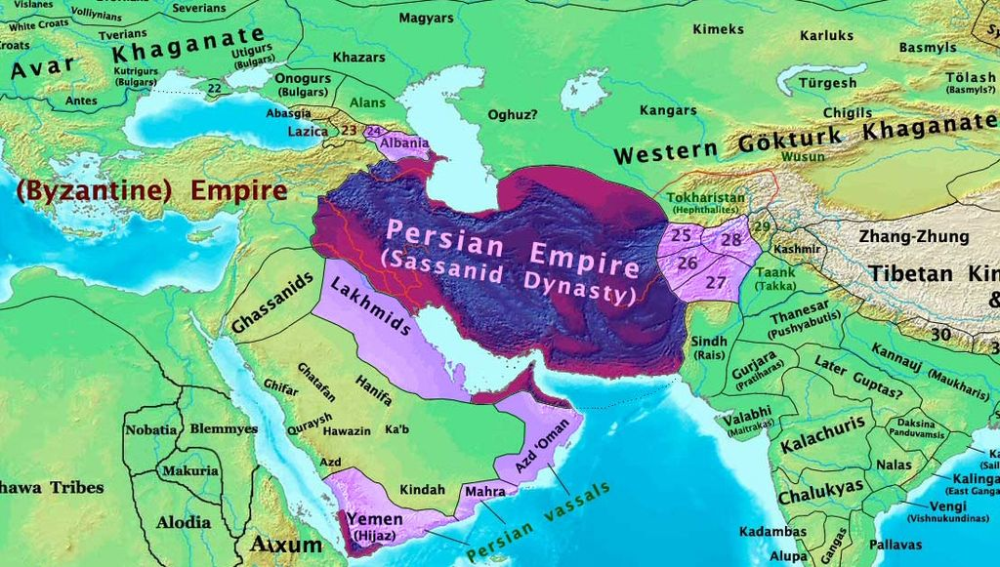 Vislanes
Volliynians
Severians
White Croats
Croats
Tverians
Khaganate
Avar
Kutrigurs
(Bulgars)
Utigurs
(Bulgars)
Antes
22
Magyars
Khazars
Onogurs
(Bulgars)
Alans
Abasgia
Lazica
23
24
Albania
Oghuz?
Kimeks
Karluks
Basmyls
Tölash
(Basmyls?)
Türgesh
Kangars
Chigils
Western Gökturk Khaganate
Wusun
(Byzantine) Empire
Persian Empire
(Sassanid Dynasty)
Tokharistan
(Hephthalites)
25
28
29
26
27
Kashmir
Zhang-Zhung
Tibetan Kin
&
Taank
(Takka)
Ghassanids
Lakhmids
Thanesar
(Pushyabutis)
30
3
Sindh
(Rais)
Gurjara
(Pratiharas)
Later Guptas?
Kannauj (Maukharis)
Ghatafan
Ghifar
Hanifa
Quraysh
Hawazin
Ka'b
Azd
Kindah
Azd 'Oman
Mahra
Yemen
(Hijaz)
Persian vassals
Nobatia
Blemmyes
Makuria
Alodia
Axum
hawa Tribes
Valabhi
(Maitrakas)
Kalachuris
Daksina
Panduvamsis
Nalas
Chalukyas
Kalinga
(East Ganga
Vengi
(Vishnukundinas)
Kadambas
Alupa
Gangas
Pallavas